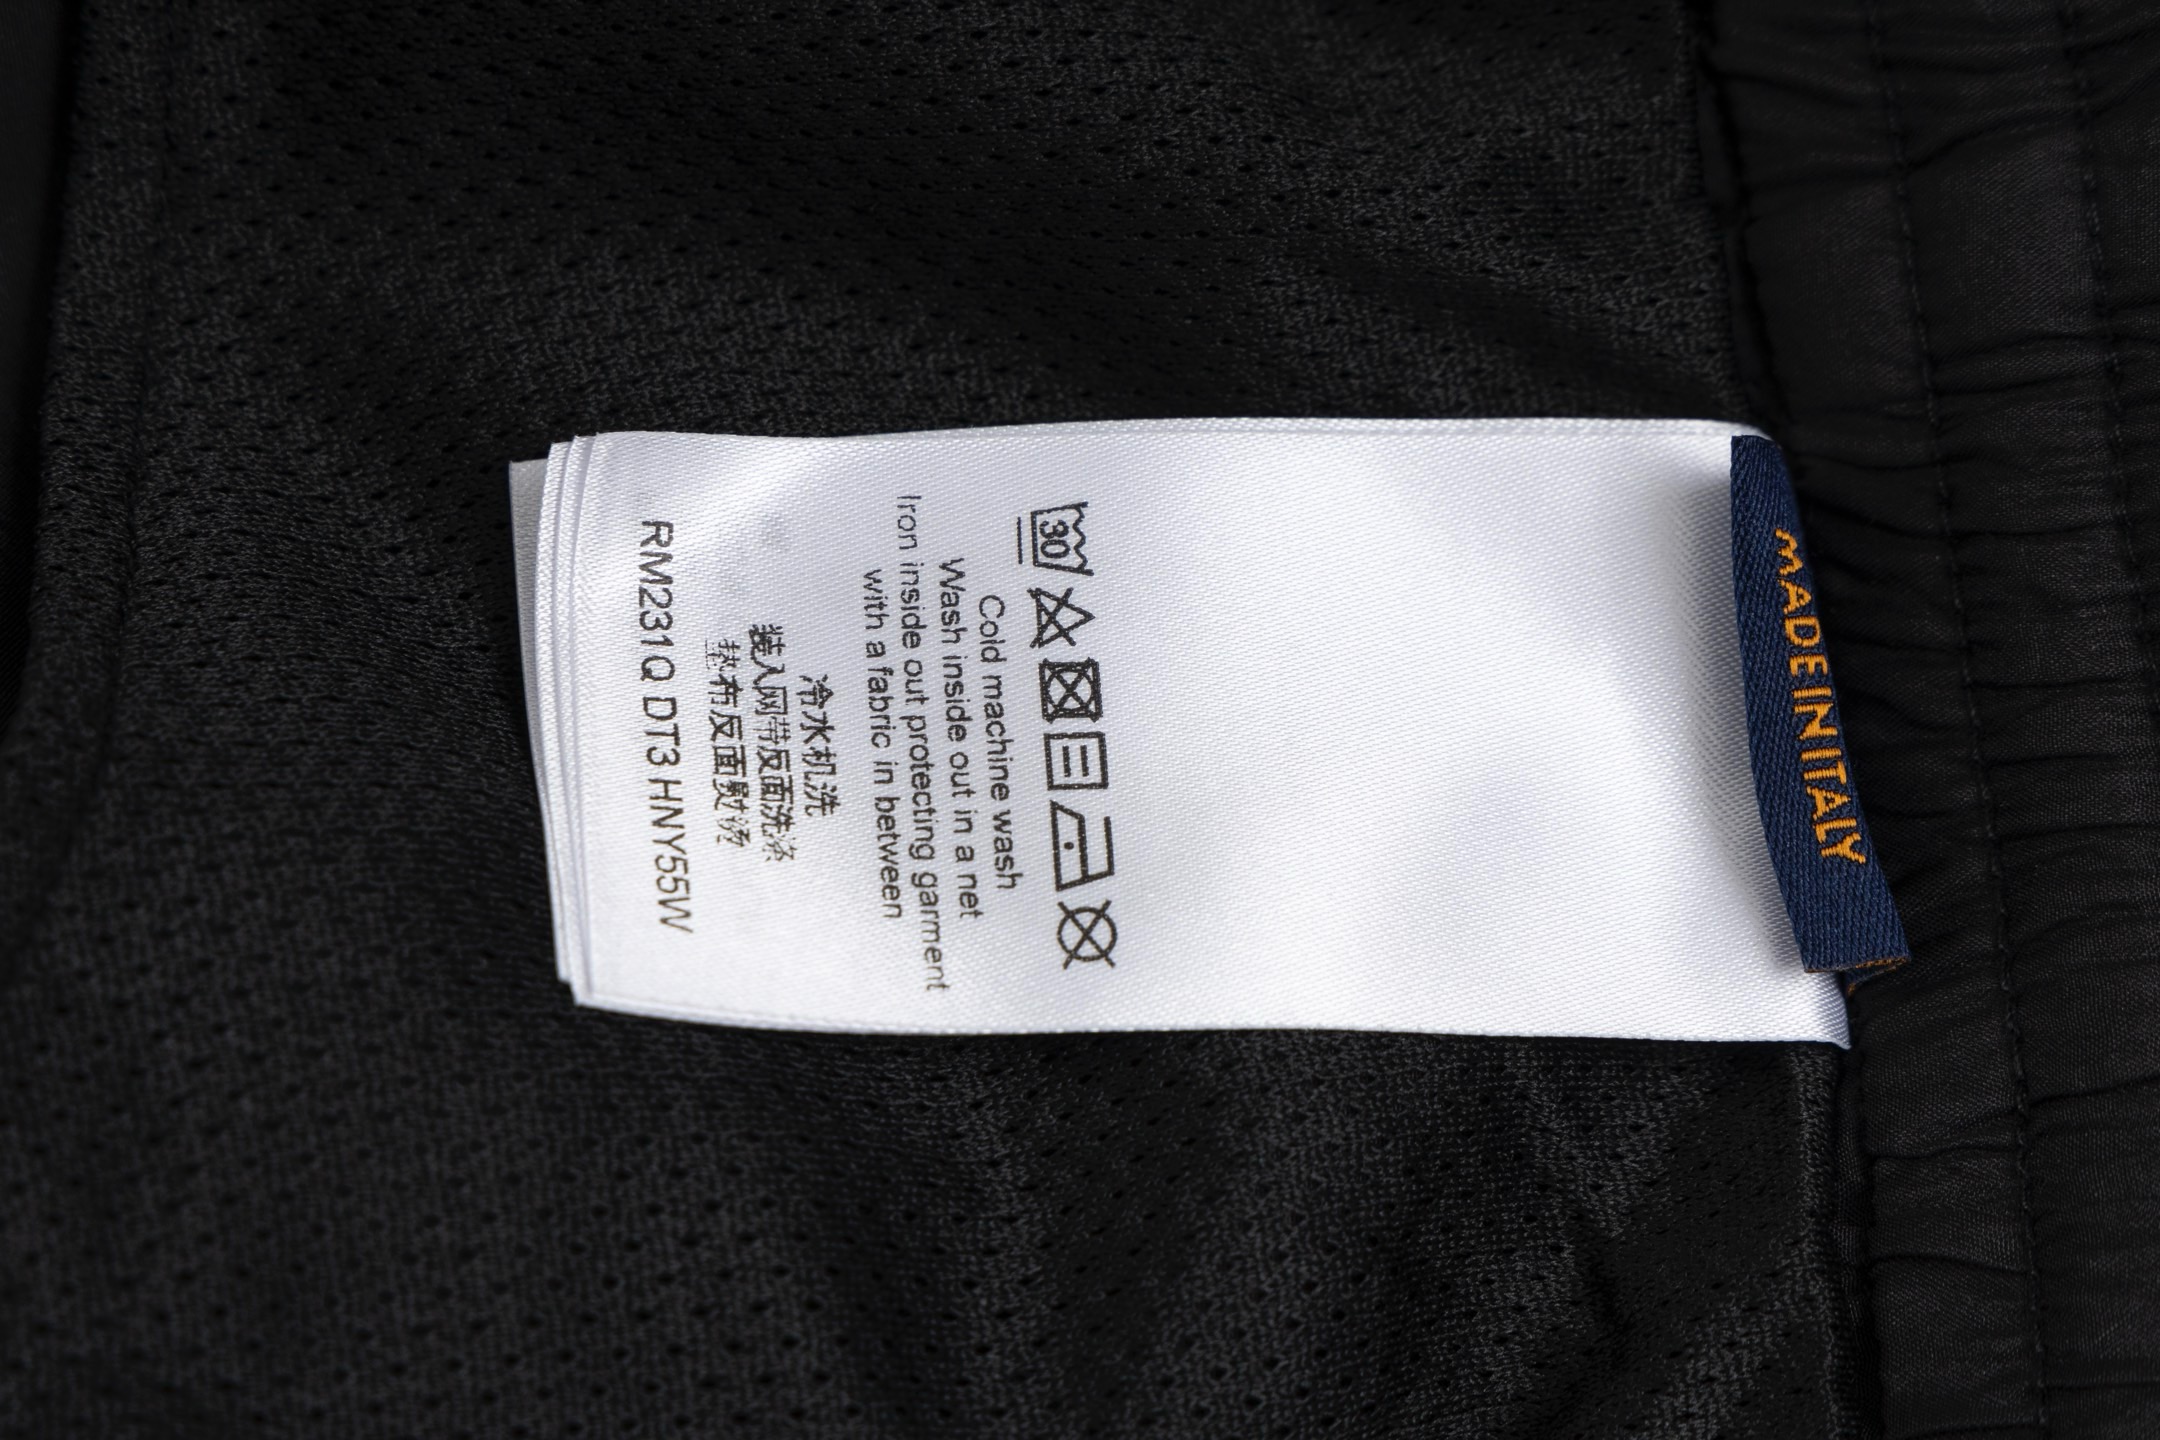 MADE IN ITALY
30
Cold machine wash
Wash inside out in a net
Iron inside out protecting garment
with a fabric in between
冷水机洗
装入网带反面洗涤
垫布反面熨烫
RM231Q DT3 HNY55W